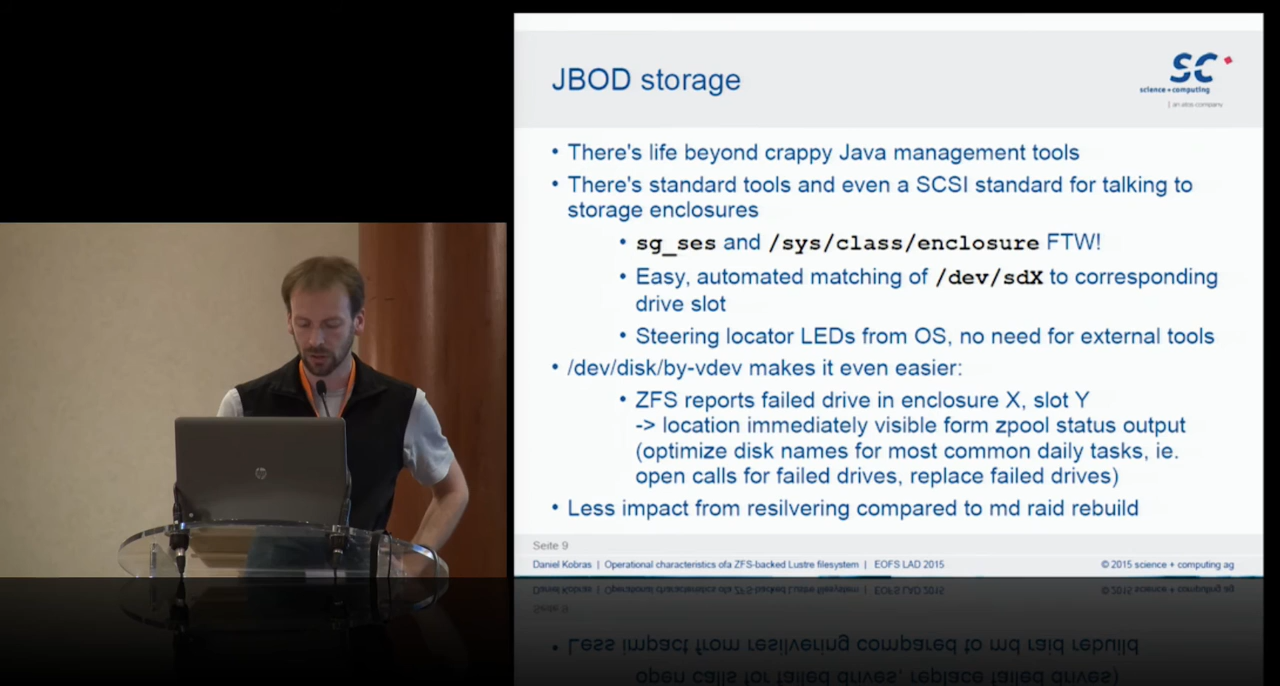 JBOD storage
SC
science + computing
| an atos company
• There's life beyond crappy Java management tools
• There's standard tools and even a SCSI standard for talking to
storage enclosures
• sg_ses and /sys/class/enclosure FTW!
• Easy, automated matching of /dev/sdX to corresponding
drive slot
• Steering locator LEDs from OS, no need for external tools
• /dev/disk/by-vdev makes it even easier:
• ZFS reports failed drive in enclosure X, slot Y
-> location immediately visible form zpool status output
(optimize disk names for most common daily tasks, ie.
open calls for failed drives, replace failed drives)
• Less impact from resilvering compared to md raid rebuild
Seite 9
Daniel Kobras | Operational characteristics ofa ZFS-backed Lustre filesystem | EOFS LAD 2015
© 2015 science + computing ag
hp